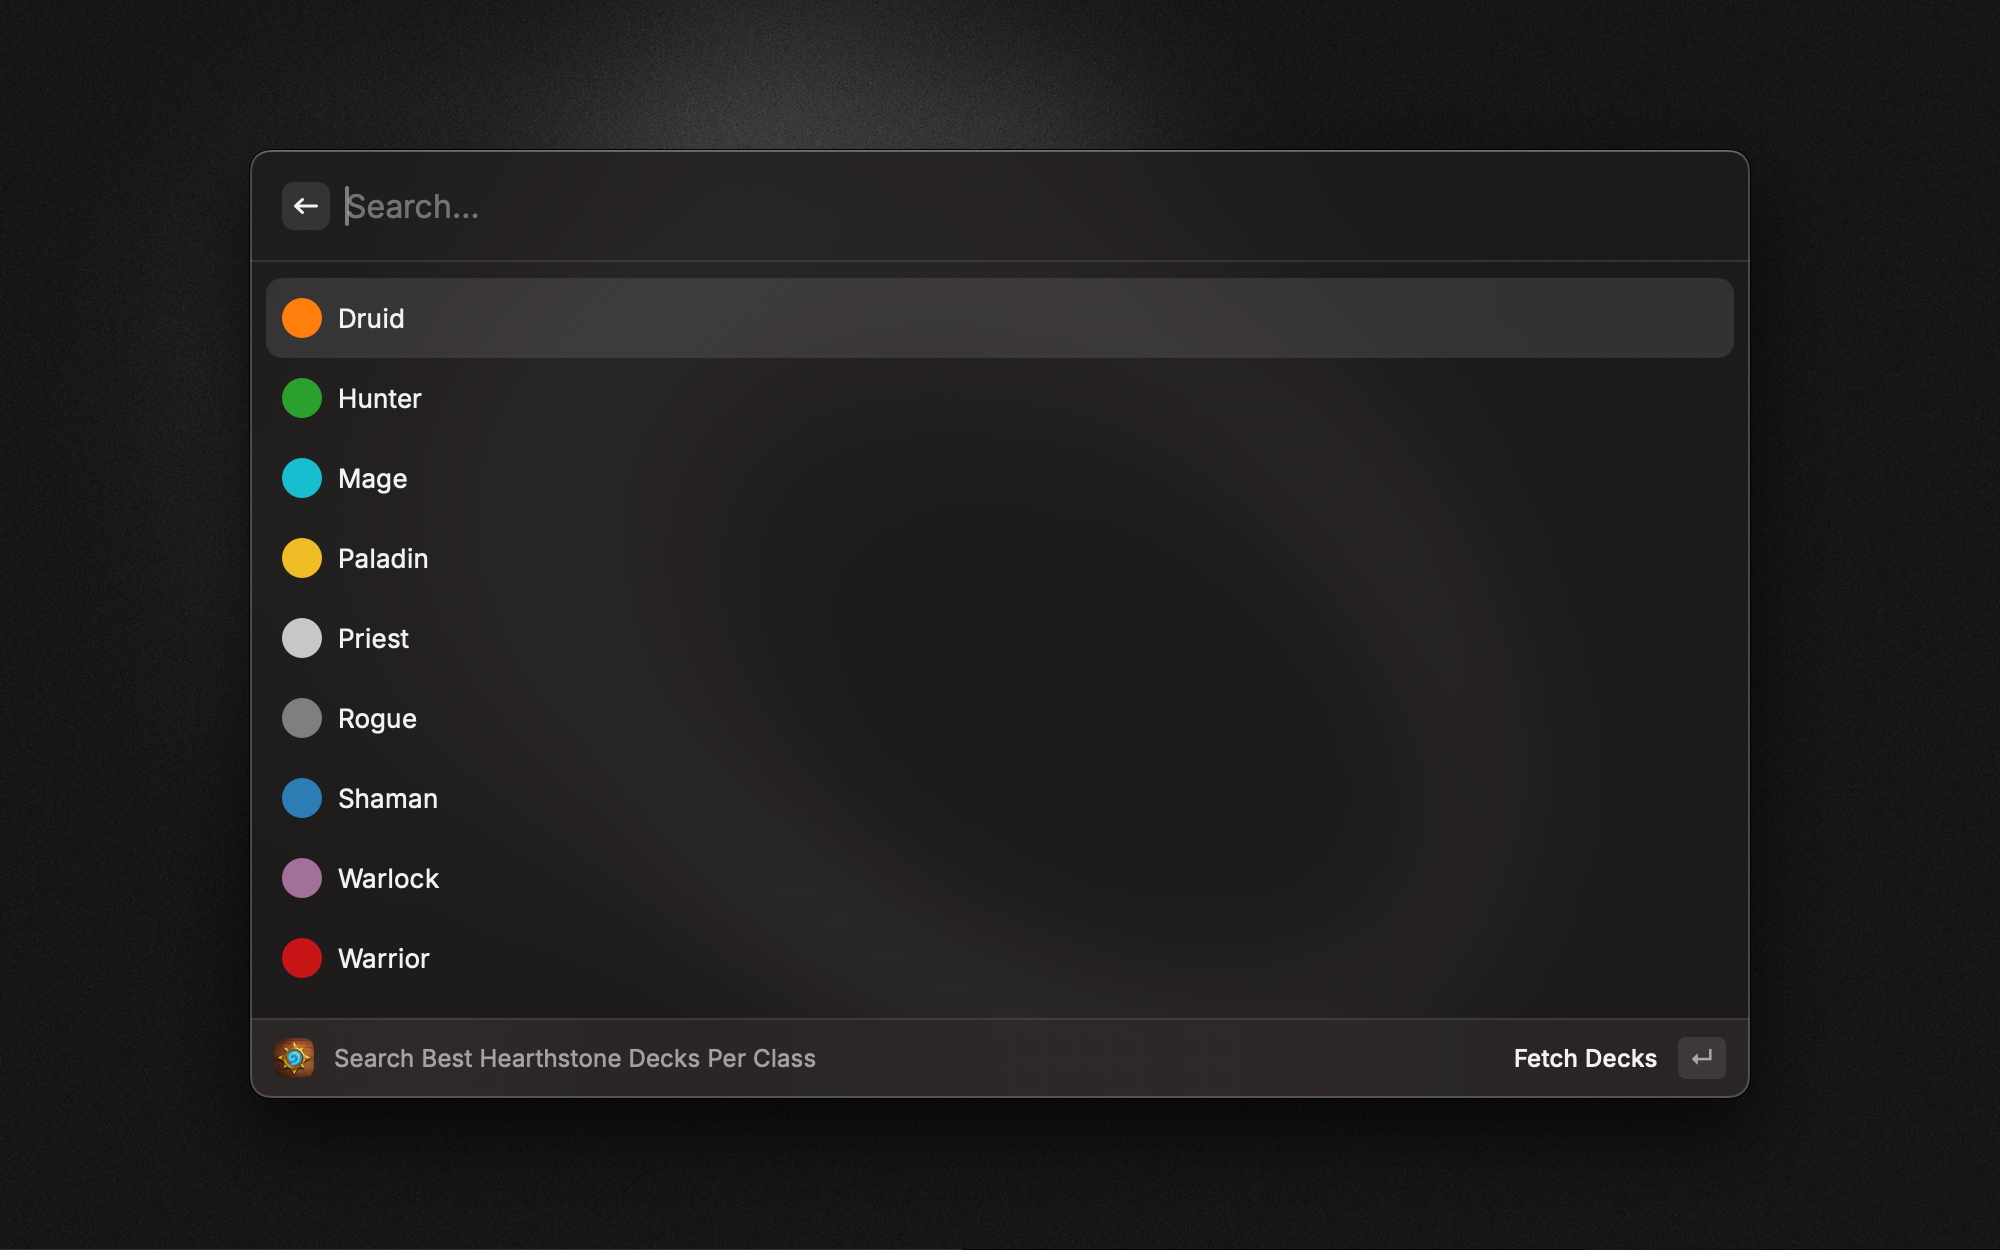 Search...
Druid
Hunter
Mage
Paladin
Priest
Rogue
Shaman
Warlock
Warrior
Search Best Hearthstone Decks Per Class
Fetch Decks